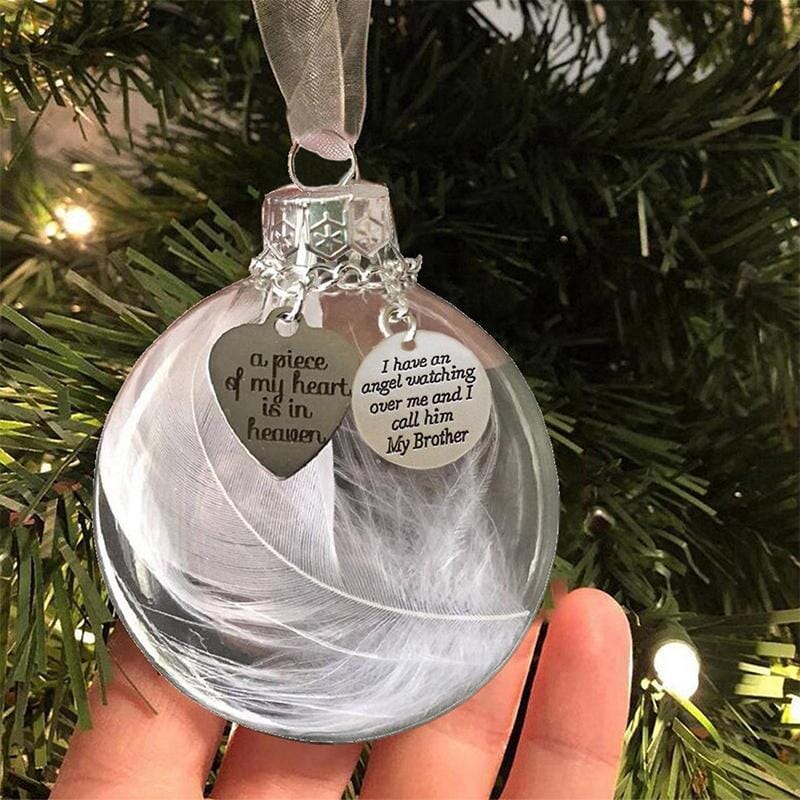 a piece
of my heart
is in
heaven
I have an
angel watching
over me and I
call him
My Brother